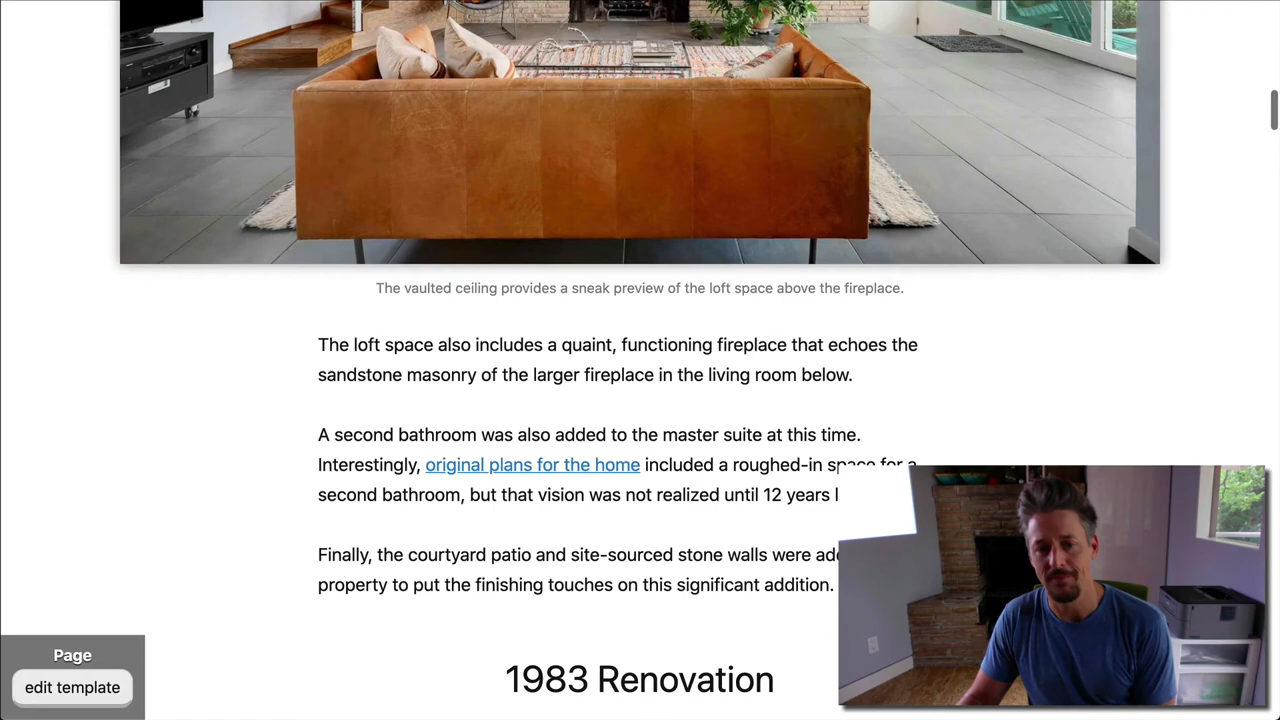 The vaulted ceiling provides a sneak preview of the loft space above the fireplace.
The loft space also includes a quaint, functioning fireplace that echoes the
sandstone masonry of the larger fireplace in the living room below.
A second bathroom was also added to the master suite at this time.
Interestingly, original plans for the home included a roughed-in space for a
second bathroom, but that vision was not realized until 12 years
Finally, the courtyard patio and site-sourced stone walls were
property to put the finishing touches on this significant addition.
1983 Renovation
Page
edit template